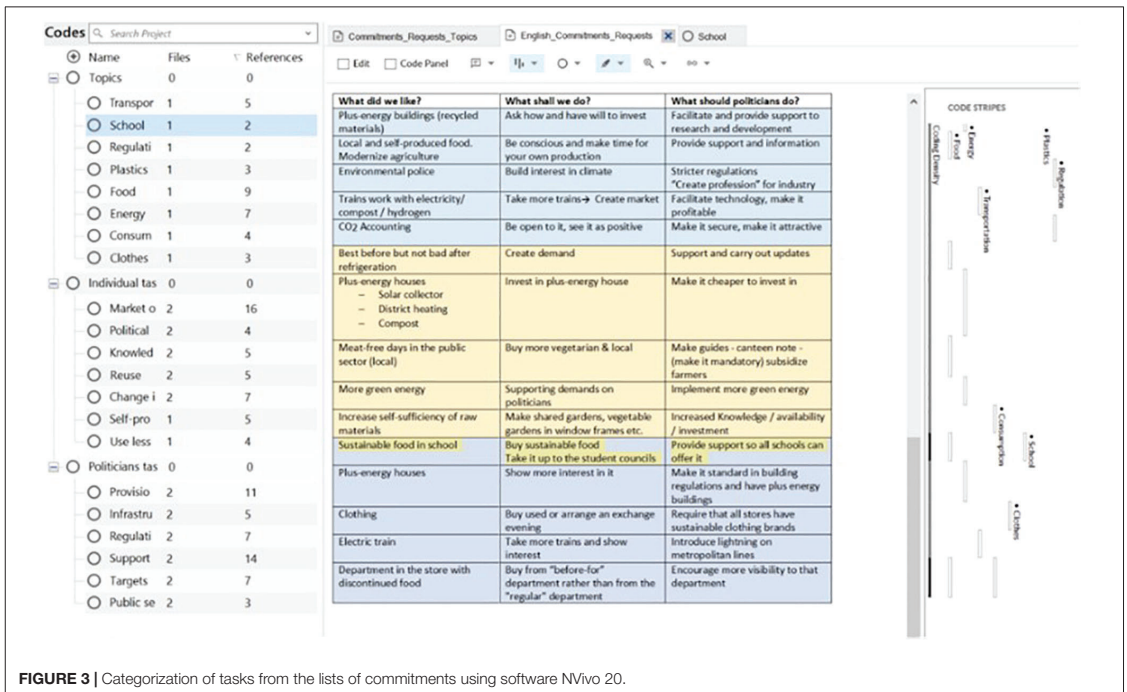 Codes
Search Project
Name Files References
Topics 0 0
Transpor 1 5
School 1 2
Regulati 1 2
Plastics 1 3
Food 1 9
Energy 1 7
Consum 1 4
Clothes 1 3
Individual tas 0 0
Market o 2 16
Political 2 4
Knowled 2 5
Reuse 2 5
Change i 2 7
Self-pro 1 5
Use less 1 4
Politicians tas 0 0
Provisio 2 11
Infrastru 2 5
Regulati 2 7
Support 2 14
Targets 2 7
Public se 2 3
Commitments_Requests_Topics
English_Commitments_Requests
School
Edit
Code Panel
What did we like? What shall we do? What should politicians do?
Plus-energy buildings (recycled
materials)
Ask how and have will to invest
Facilitate and provide support to
research and development
Local and self-produced food.
Modernize agriculture
Be conscious and make time for
your own production
Provide support and information
Environmental police
Build interest in climate
Stricter regulations
"Create profession" for industry
Trains work with electricity/
compost / hydrogen
Take more trains→ Create market
Facilitate technology, make it
profitable
CO2 Accounting
Be open to it, see it as positive
Make it secure, make it attractive
Best before but not bad after
refrigeration
Create demand
Support and carry out updates
Plus-energy houses
– Solar collector
– District heating
– Compost
Invest in plus-energy house
Make it cheaper to invest in
Meat-free days in the public
sector (local)
Buy more vegetarian & local
Make guides - canteen note -
(make it mandatory) subsidize
farmers
More green energy
Supporting demands on
politicians
Implement more green energy
Increase self-sufficiency of raw
materials
Make shared gardens, vegetable
gardens in window frames etc.
Increased Knowledge / availability
/ investment
Sustainable food in school
Buy sustainable food
Take it up to the student councils
Provide support so all schools can
offer it
Plus-energy houses
Show more interest in it
Make it standard in building
regulations and have plus energy
buildings
Clothing
Buy used or arrange an exchange
evening
Require that all stores have
sustainable clothing brands
Electric train
Take more trains and show
interest
Introduce lightning on
metropolitan lines
Department in the store with
discontinued food
Buy from "before-for"
department rather than from the
"regular" department
Encourage more visibility to that
department
CODE STRIPES
Coding Density
Food
Energy
Transportation
Consumption
Clothes
School
Plastics
Regulation
FIGURE 3 | Categorization of tasks from the lists of commitments using software NVivo 20.